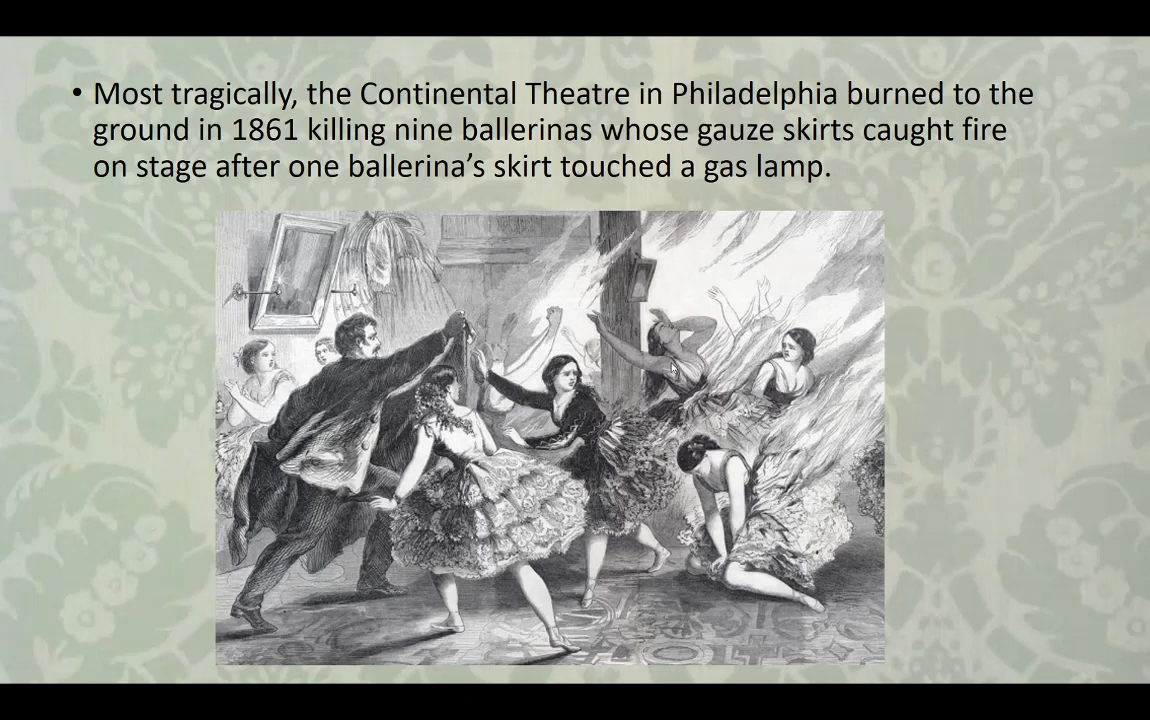 • Most tragically, the Continental Theatre in Philadelphia burned to the
ground in 1861 killing nine ballerinas whose gauze skirts caught fire
on stage after one ballerina’s skirt touched a gas lamp.